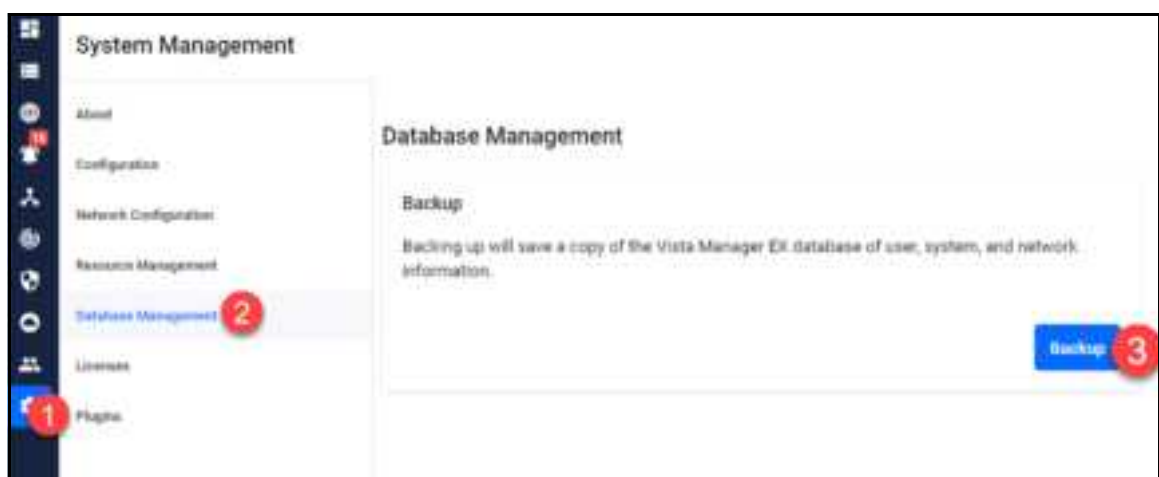 System Management
About
Configuration
Network Configuration
Resource Management
Database Management
2
Licenses
1
Plugins
Database Management
Backup
Backing up will save a copy of the Vista Manager EX database of user, system, and network
information.
Backup
3